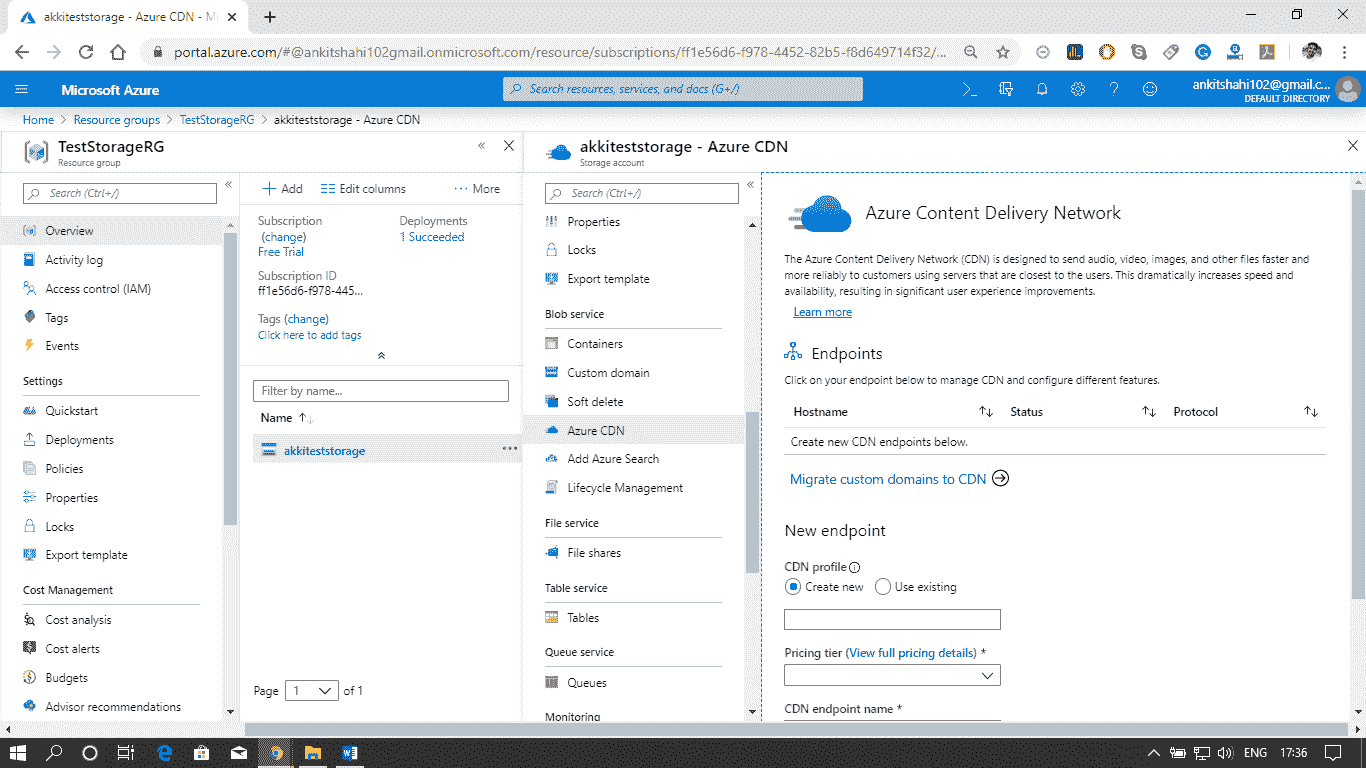 akkiteststorage - Azure CDN - Mi
portal.azure.com/#@ankitshahi102gmail.onmicrosoft.com/resource/subscriptions/ff1e56d6-f978-4452-82b5-f8d649714f32/...
Microsoft Azure
Search resources, services, and docs (G+/)
ankitshahi102@gmail.c...
DEFAULT DIRECTORY
Home > Resource groups > TestStorageRG > akkiteststorage - Azure CDN
TestStorageRG
Resource group
Search (Ctrl+/)
Overview
Activity log
Access control (IAM)
Tags
Events
Settings
Quickstart
Deployments
Policies
Properties
Locks
Export template
Cost Management
Cost analysis
Cost alerts
Budgets
Advisor recommendations
Add
Edit columns
More
Subscription
(change)
Free Trial
Deployments
1 Succeeded
Subscription ID
ff1e56d6-f978-445...
Tags (change)
Click here to add tags
Filter by name...
Name
akkiteststorage
Page 1 of 1
akkiteststorage - Azure CDN
Storage account
Search (Ctrl+/)
Properties
Locks
Export template
Blob service
Containers
Custom domain
Soft delete
Azure CDN
Add Azure Search
Lifecycle Management
File service
File shares
Table service
Tables
Queue service
Queues
Monitoring
Azure Content Delivery Network
The Azure Content Delivery Network (CDN) is designed to send audio, video, images, and other files faster and
more reliably to customers using servers that are closest to the users. This dramatically increases speed and
availability, resulting in significant user experience improvements.
Learn more
Endpoints
Click on your endpoint below to manage CDN and configure different features.
Hostname Status Protocol
Create new CDN endpoints below.
Migrate custom domains to CDN
New endpoint
CDN profile
Create new Use existing
Pricing tier (View full pricing details) *
CDN endpoint name *
ENG 17:36